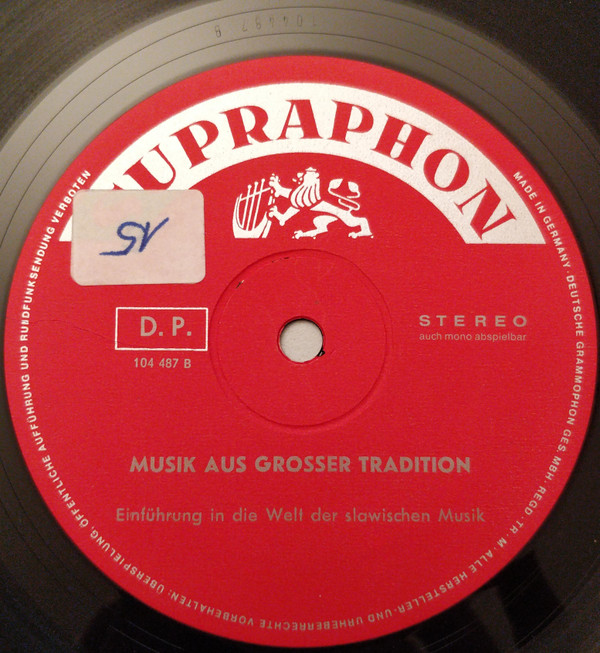 104487 B
SUPRAPHON
15
D. P.
104 487 B
STEREO
auch mono abspielbar
MUSIK AUS GROSSER TRADITION
Einführung in die Welt der slawischen Musik
MADE IN GERMANY · DEUTSCHE GRAMMOPHON GES. MBH · REGD. TR. M. ALLE HERSTELLER- UND URHEBERRECHTE VORBEHALTEN: ÜBERSPIELUNG, ÖFFENTLICHE AUFFÜHRUNG UND RUNDFUNKSENDUNG VERBOTEN